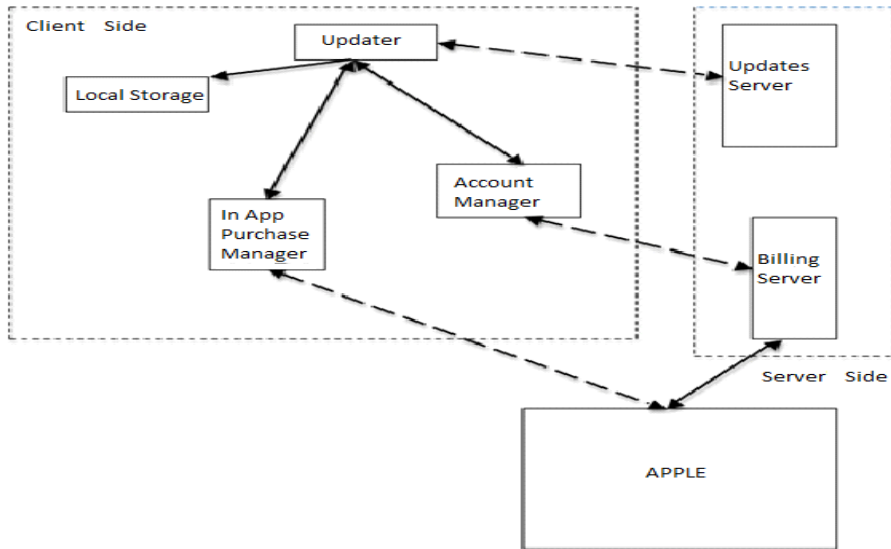 Client Side
Updater
Local Storage
Updates
Server
Account
Manager
In App
Purchase
Manager
Billing
Server
Server Side
APPLE